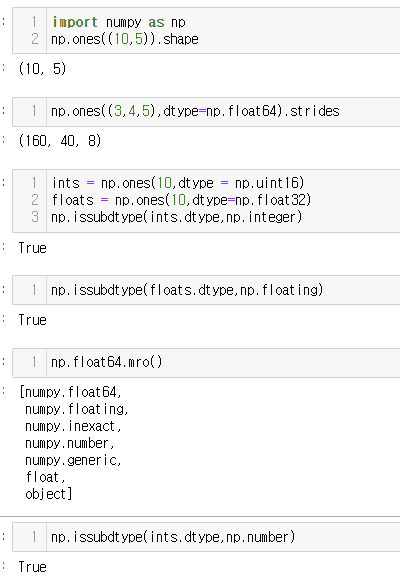 : 1 import numpy as np
2 np.ones((10,5)).shape
: (10, 5)
: 1 np.ones((3,4,5),dtype=np.float64).strides
: (160, 40, 8)
: 1 ints = np.ones(10,dtype = np.uint16)
2 floats = np.ones(10,dtype=np.float32)
3 np.issubdtype(ints.dtype,np.integer)
: True
: 1 np.issubdtype(floats.dtype,np.floating)
: True
: 1 np.float64.mro()
: [numpy.float64,
numpy.floating,
numpy.inexact,
numpy.number,
numpy.generic,
float,
object]
: 1 np.issubdtype(ints.dtype,np.number)
: True